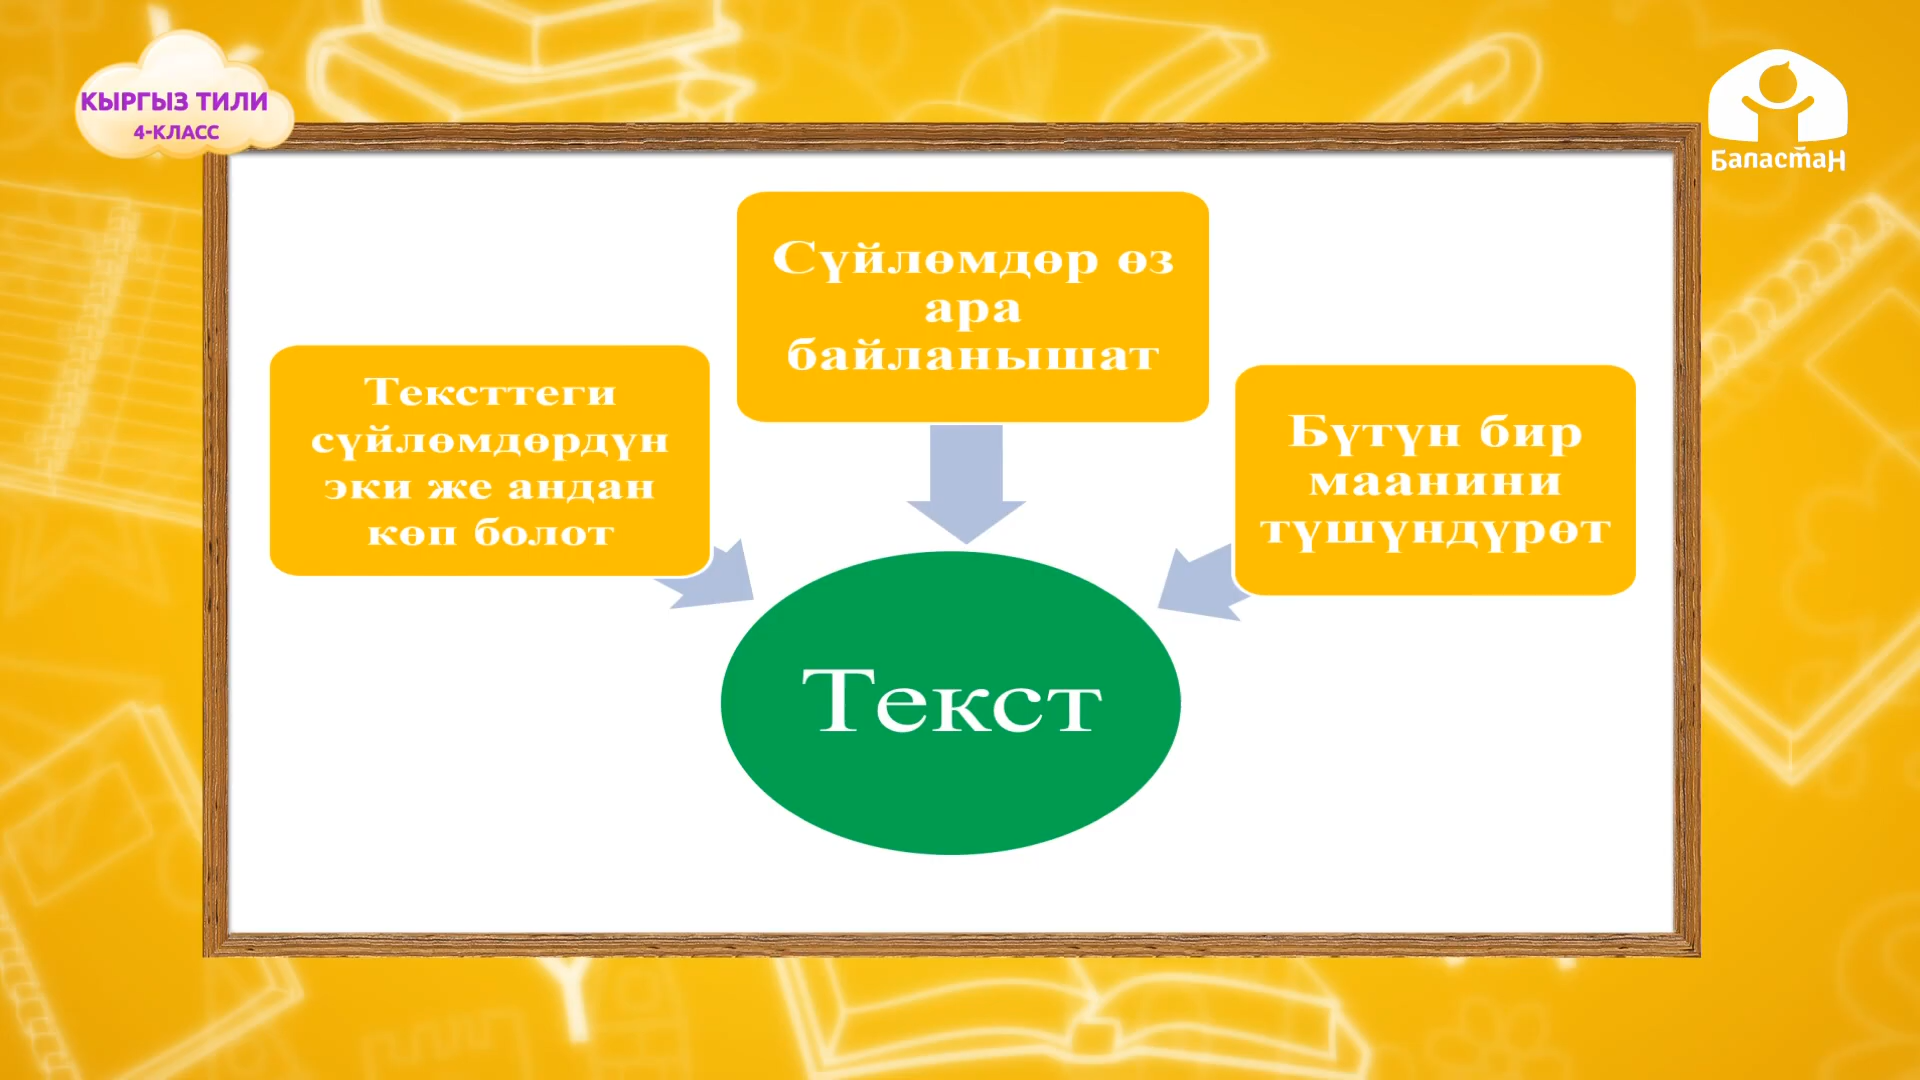 КЫРГЫЗ ТИЛИ
4-КЛАСС
Баластан
Сүйлөмдөр өз
ара
байланышат
Тексттеги
сүйлөмдөрдүн
эки же андан
көп болот
Бүтүн бир
маанини
түшүндүрөт
Текст